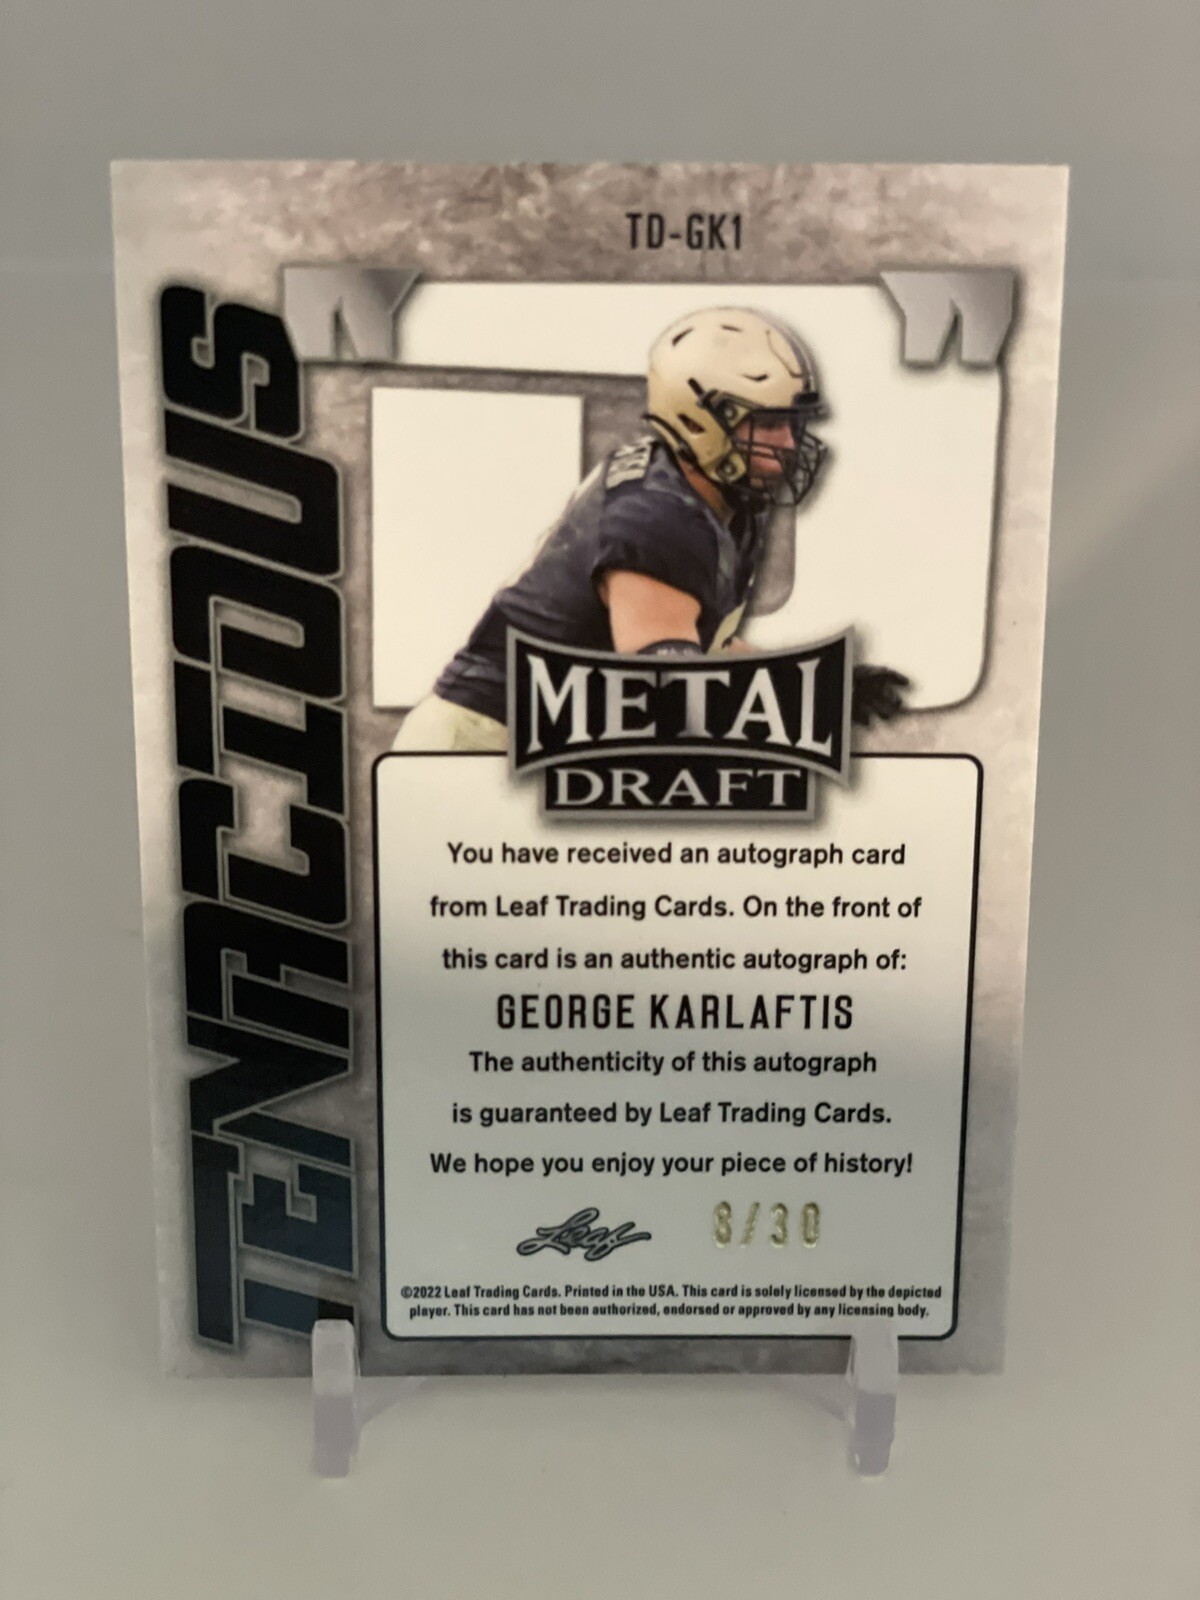 TD-GK1
TENACIOUS
METAL
DRAFT
You have received an autograph card
from Leaf Trading Cards. On the front of
this card is an authentic autograph of:
GEORGE KARLAFTIS
The authenticity of this autograph
is guaranteed by Leaf Trading Cards.
We hope you enjoy your piece of history!
Leaf
8/30
©2022 Leaf Trading Cards. Printed in the USA. This card is solely licensed by the depicted
player. This card has not been authorized, endorsed or approved by any licensing body.